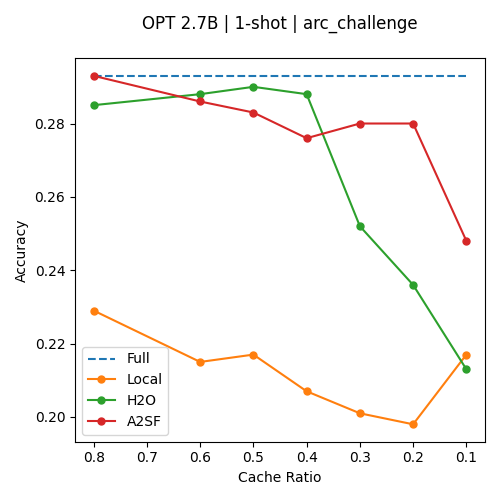 OPT 2.7B | 1-shot | arc_challenge
0.28
0.26
0.24
0.22
0.20
Accuracy
Full
Local
H2O
A2SF
0.8 0.7 0.6 0.5 0.4 0.3 0.2 0.1
Cache Ratio